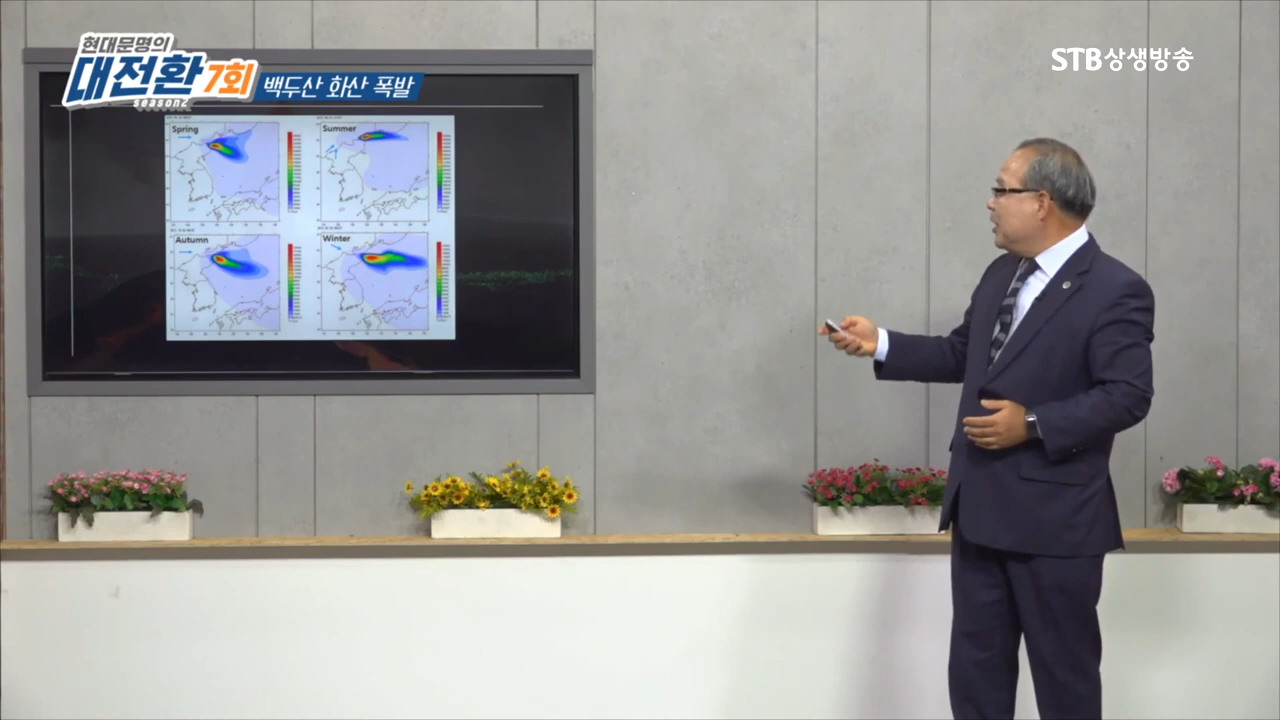 현대문명의
대전환 7회
season2
백두산 화산 폭발
STB상생방송
Spring
Summer
Autumn
Winter